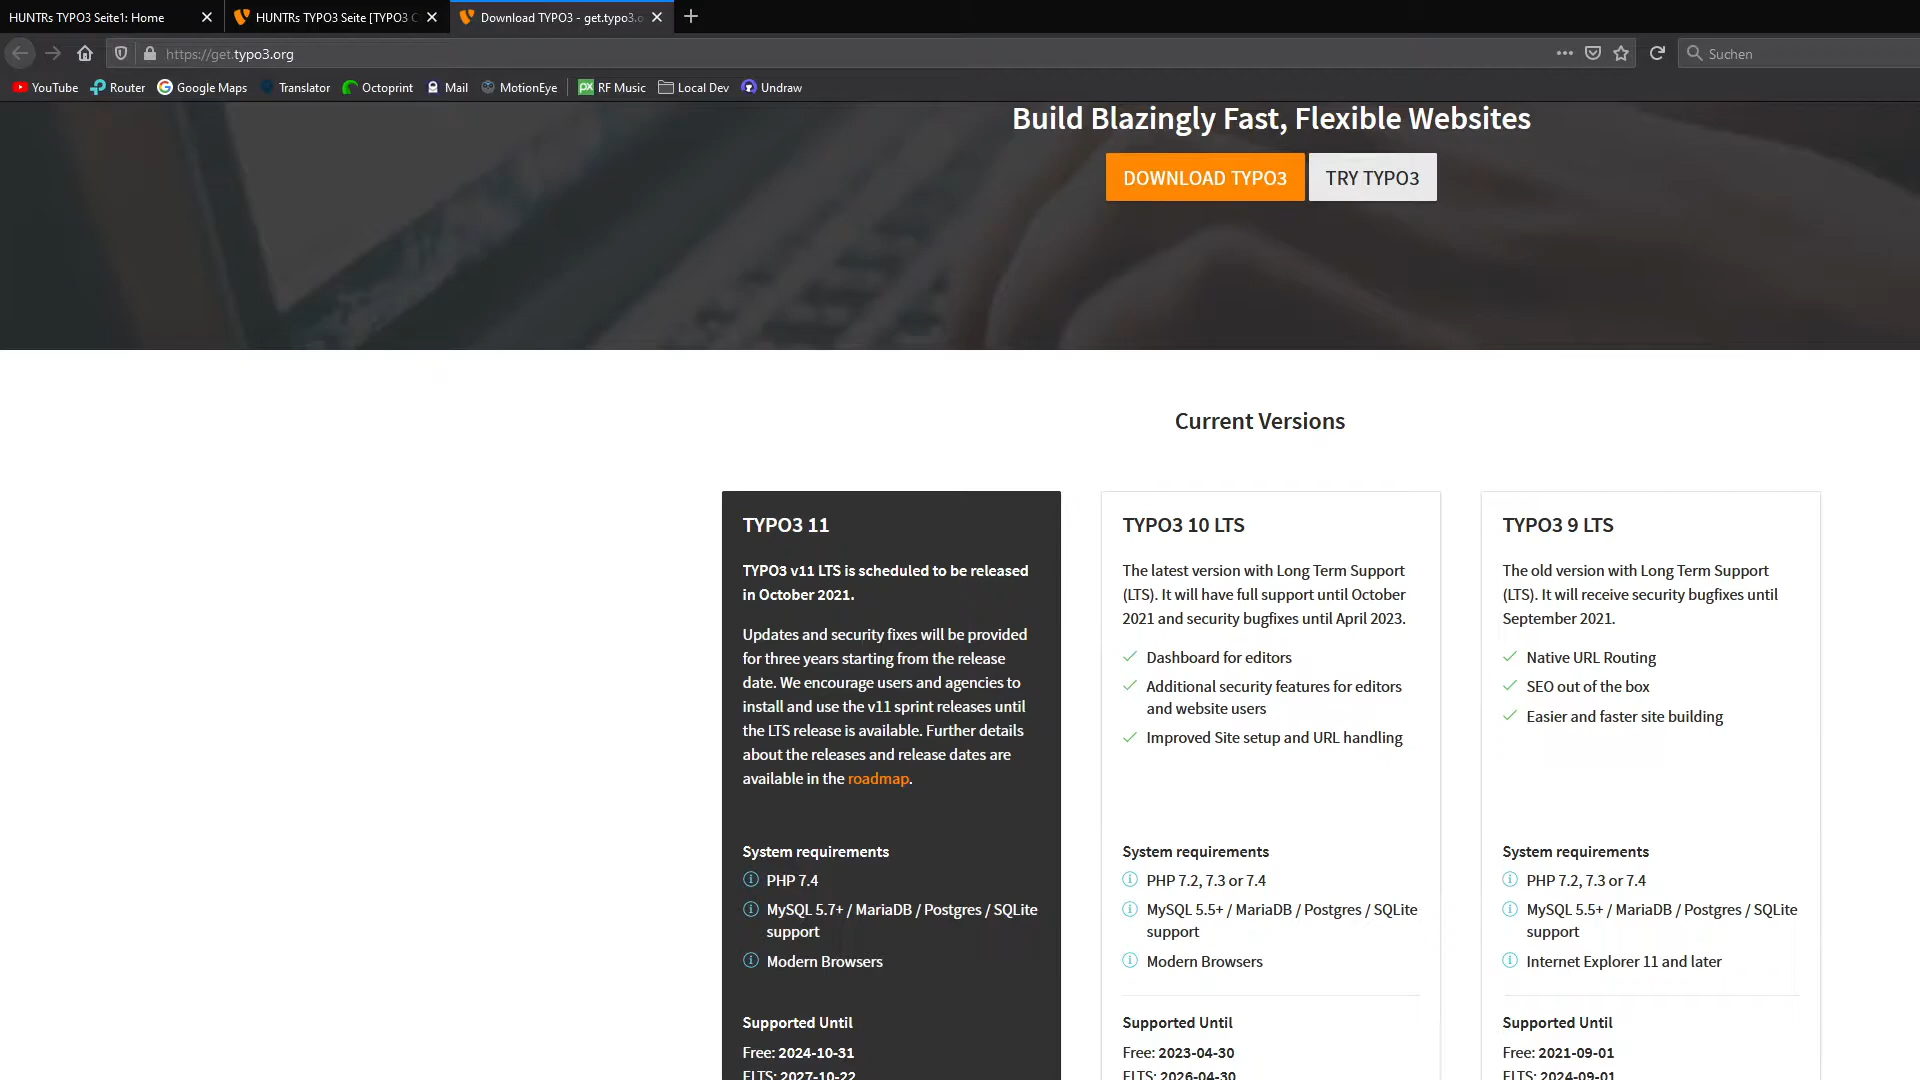 HUNTRs TYPO3 Seite1: Home
HUNTRs TYPO3 Seite [TYPO3 C
Download TYPO3 - get.typo3.o
https://get.typo3.org
Suchen
YouTube
Router
Google Maps
Translator
Octoprint
Mail
MotionEye
RF Music
Local Dev
Undraw
Build Blazingly Fast, Flexible Websites
DOWNLOAD TYPO3
TRY TYPO3
Current Versions
TYPO3 11
TYPO3 v11 LTS is scheduled to be released
in October 2021.
Updates and security fixes will be provided
for three years starting from the release
date. We encourage users and agencies to
install and use the v11 sprint releases until
the LTS release is available. Further details
about the releases and release dates are
available in the roadmap.
System requirements
PHP 7.4
MySQL 5.7+ / MariaDB / Postgres / SQLite
support
Modern Browsers
Supported Until
Free: 2024-10-31
ELTS: 2027-10-22
TYPO3 10 LTS
The latest version with Long Term Support
(LTS). It will have full support until October
2021 and security bugfixes until April 2023.
Dashboard for editors
Additional security features for editors
and website users
Improved Site setup and URL handling
System requirements
PHP 7.2, 7.3 or 7.4
MySQL 5.5+ / MariaDB / Postgres / SQLite
support
Modern Browsers
Supported Until
Free: 2023-04-30
ELTS: 2026-04-30
TYPO3 9 LTS
The old version with Long Term Support
(LTS). It will receive security bugfixes until
September 2021.
Native URL Routing
SEO out of the box
Easier and faster site building
System requirements
PHP 7.2, 7.3 or 7.4
MySQL 5.5+ / MariaDB / Postgres / SQLite
support
Internet Explorer 11 and later
Supported Until
Free: 2021-09-01
ELTS: 2024-09-01